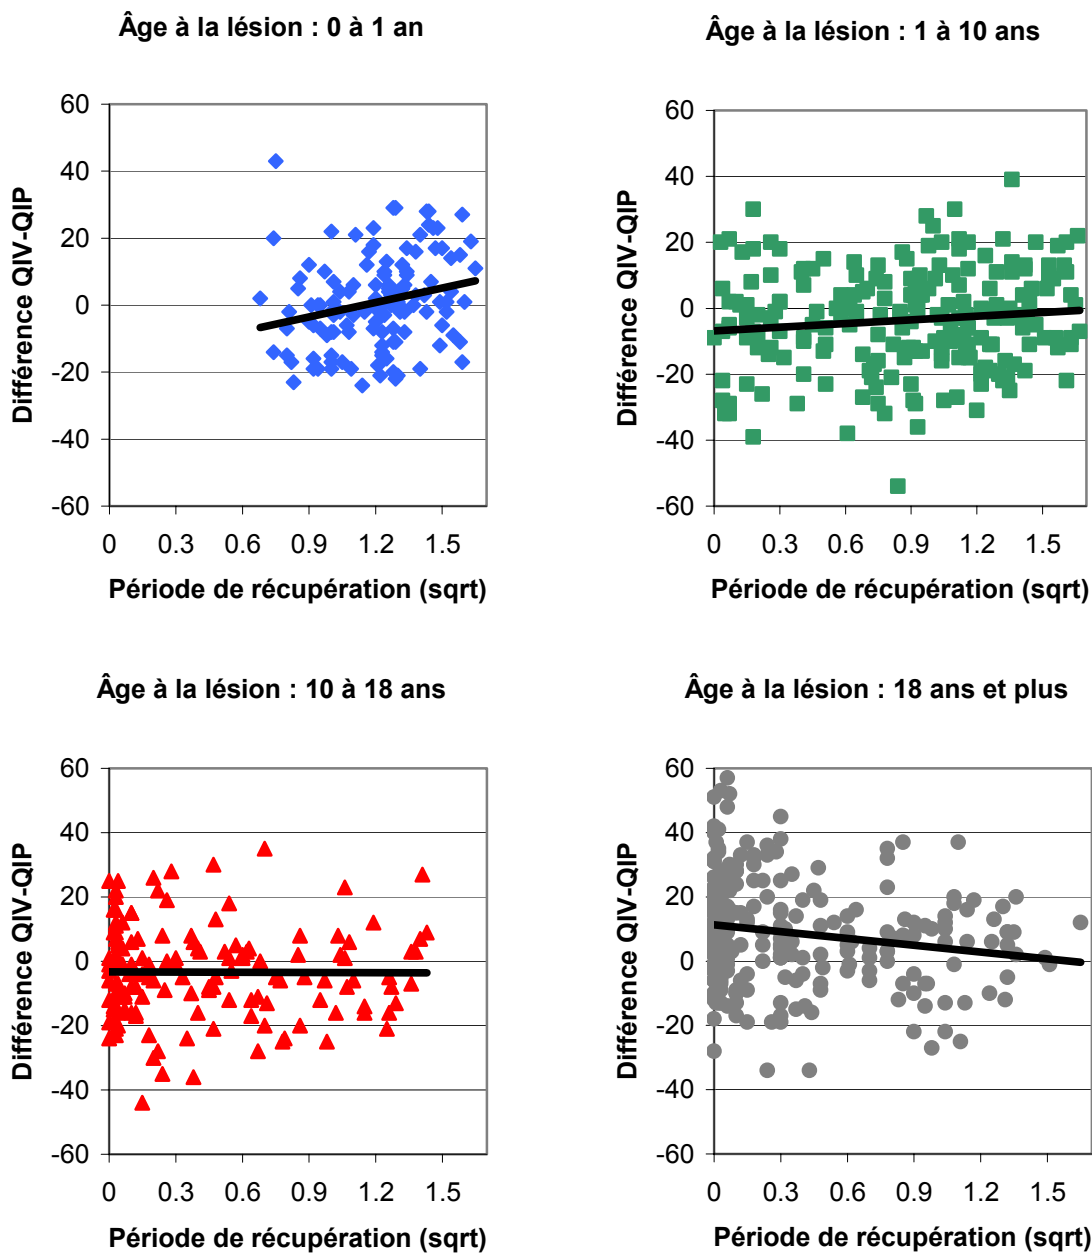 Âge à la lésion : 0 à 1 an
60
40
20
0
-20
-40
-60
0 0.3 0.6 0.9 1.2 1.5
Différence QIV-QIP
Période de récupération (sqrt)
Âge à la lésion : 1 à 10 ans
60
40
20
0
-20
-40
-60
0 0.3 0.6 0.9 1.2 1.5
Différence QIV-QIP
Période de récupération (sqrt)
Âge à la lésion : 10 à 18 ans
60
40
20
0
-20
-40
-60
0 0.3 0.6 0.9 1.2 1.5
Différence QIV-QIP
Période de récupération (sqrt)
Âge à la lésion : 18 ans et plus
60
40
20
0
-20
-40
-60
0 0.3 0.6 0.9 1.2 1.5
Différence QIV-QIP
Période de récupération (sqrt)